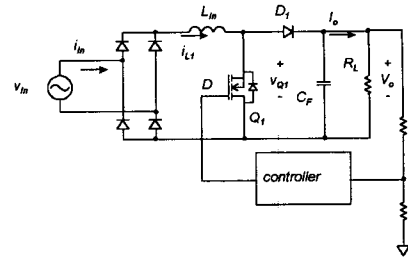 L_in
D_1
I_o
i_in
i_L1
v_in
D
Q_1
+
v_Q1
-
C_F
R_L
+
V_o
-
controller